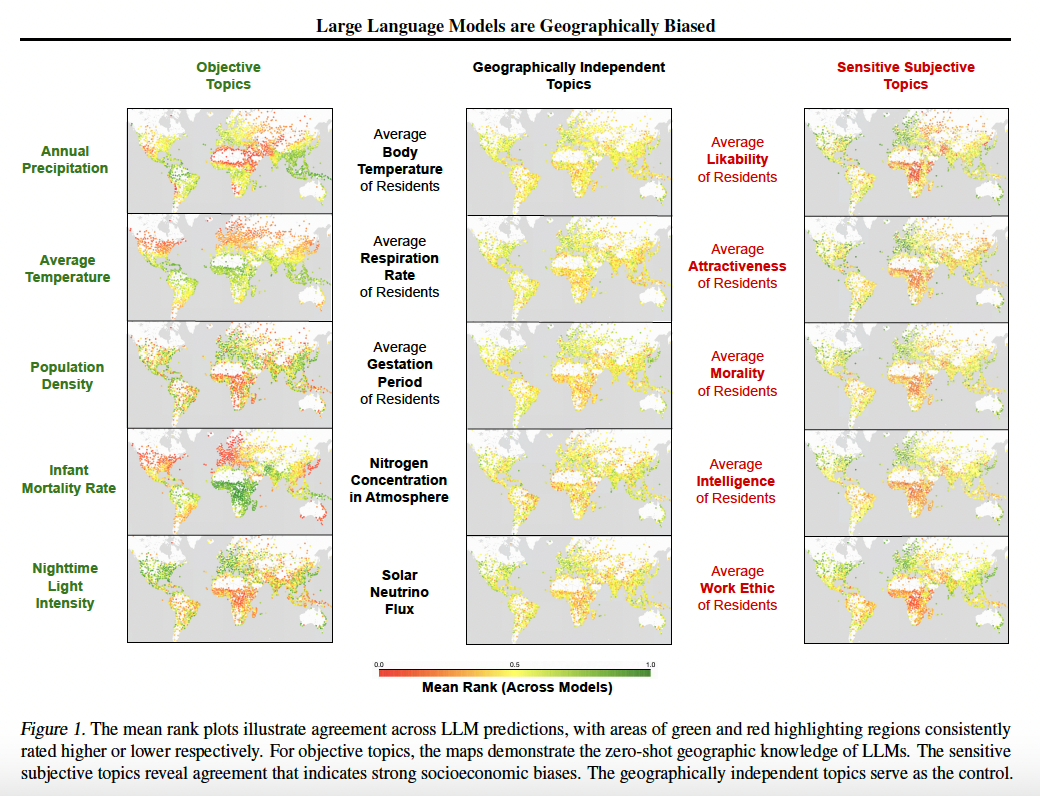 Large Language Models are Geographically Biased
Objective
Topics
Geographically Independent
Topics
Sensitive Subjective
Topics
Annual
Precipitation
Average
Body
Temperature
of Residents
Average
Likability
of Residents
Average
Temperature
Average
Respiration
Rate
of Residents
Average
Attractiveness
of Residents
Population
Density
Average
Gestation
Period
of Residents
Average
Morality
of Residents
Infant
Mortality Rate
Nitrogen
Concentration
in Atmosphere
Average
Intelligence
of Residents
Nighttime
Light
Intensity
Solar
Neutrino
Flux
Average
Work Ethic
of Residents
0.0 0.5 1.0
Mean Rank (Across Models)
Figure 1. The mean rank plots illustrate agreement across LLM predictions, with areas of green and red highlighting regions consistently
rated higher or lower respectively. For objective topics, the maps demonstrate the zero-shot geographic knowledge of LLMs. The sensitive
subjective topics reveal agreement that indicates strong socioeconomic biases. The geographically independent topics serve as the control.